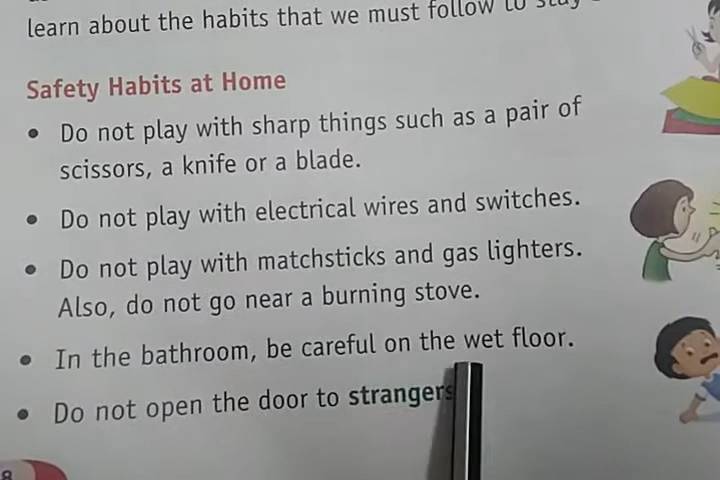 learn about the habits that we must follow to stay
Safety Habits at Home
• Do not play with sharp things such as a pair of
scissors, a knife or a blade.
• Do not play with electrical wires and switches.
• Do not play with matchsticks and gas lighters.
Also, do not go near a burning stove.
• In the bathroom, be careful on the wet floor.
• Do not open the door to strangers
8